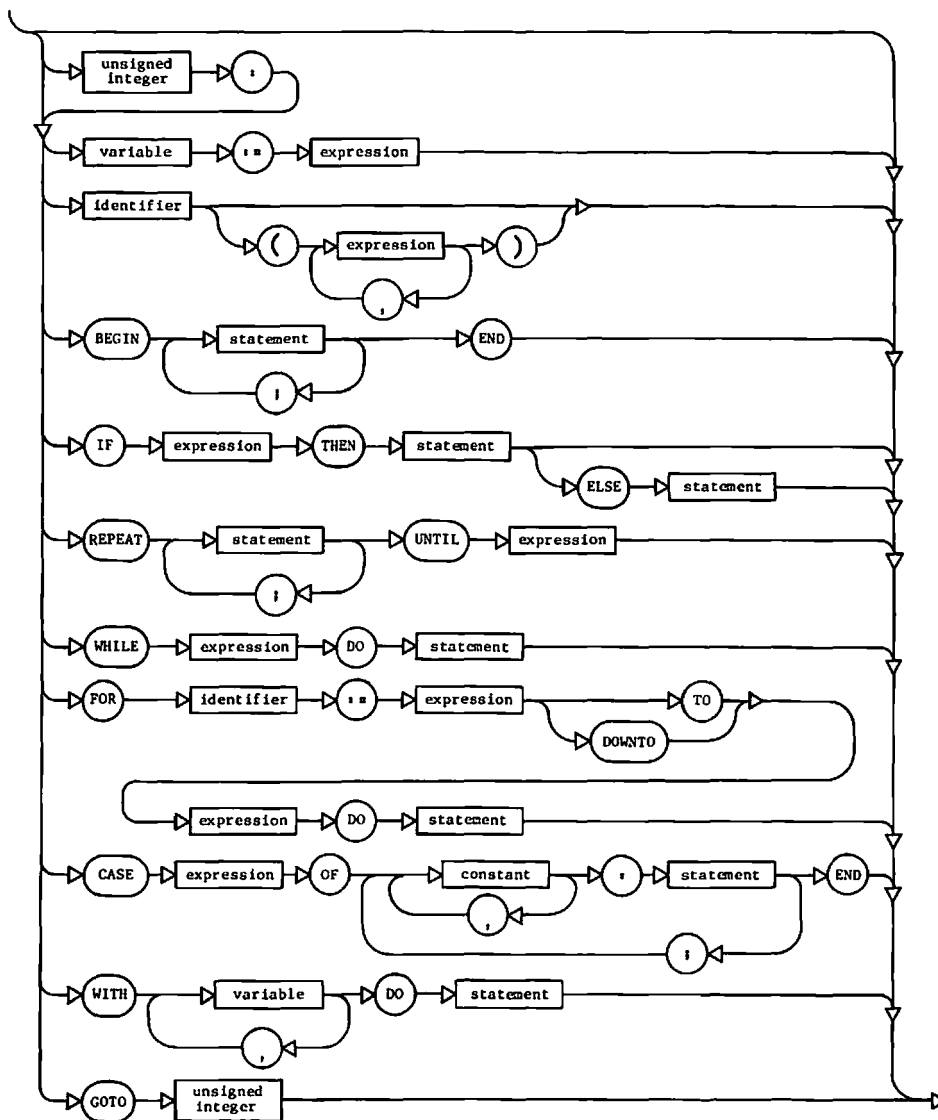 unsigned integer :
variable := expression
identifier
( expression )
,
BEGIN statement END
;
IF expression THEN statement
ELSE statement
REPEAT statement UNTIL expression
;
WHILE expression DO statement
FOR identifier := expression TO
DOWNTO
expression DO statement
CASE expression OF constant : statement END
,
;
WITH variable DO statement
,
GOTO unsigned integer